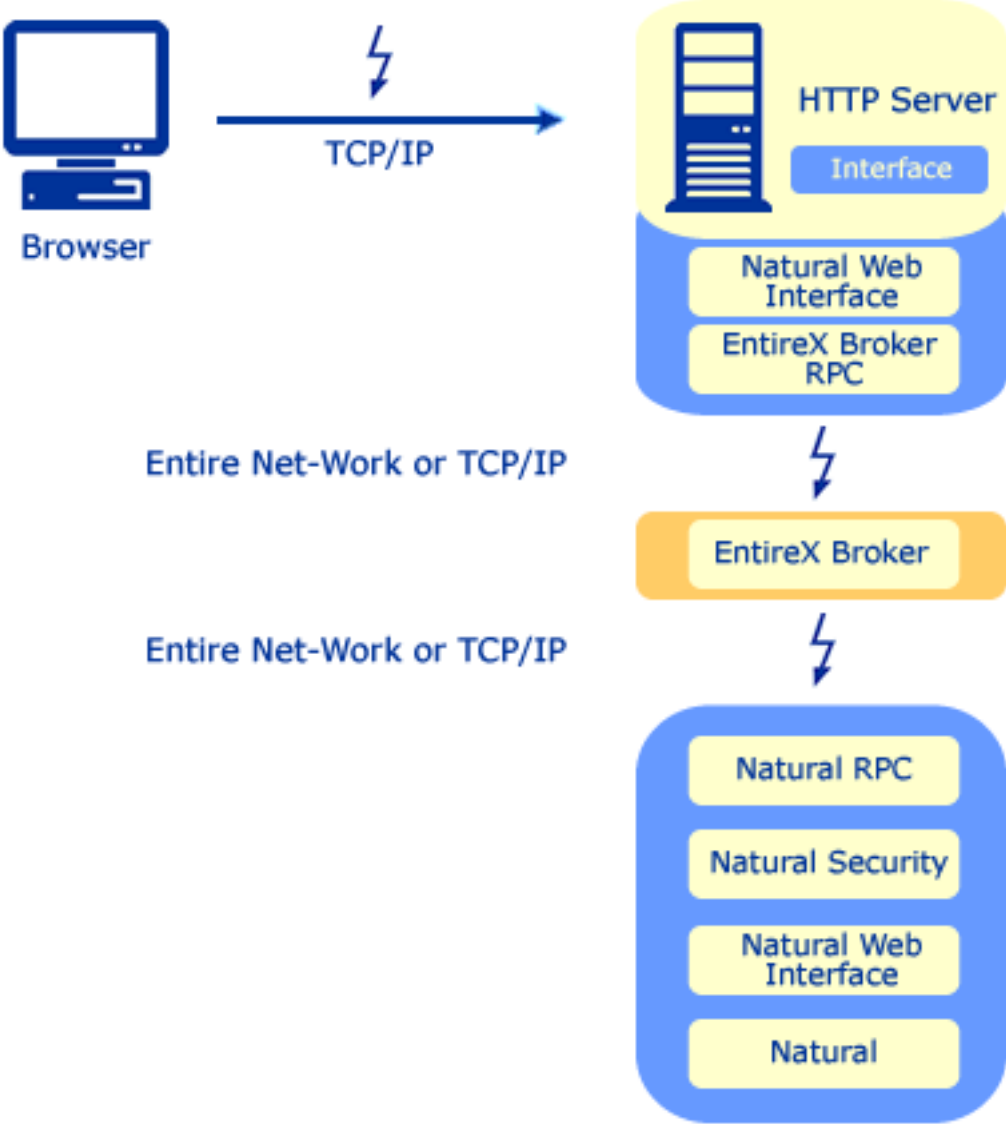 TCP/IP
HTTP Server
Interface
Browser
Natural Web
Interface
EntireX Broker
RPC
Entire Net-Work or TCP/IP
EntireX Broker
Entire Net-Work or TCP/IP
Natural RPC
Natural Security
Natural Web
Interface
Natural